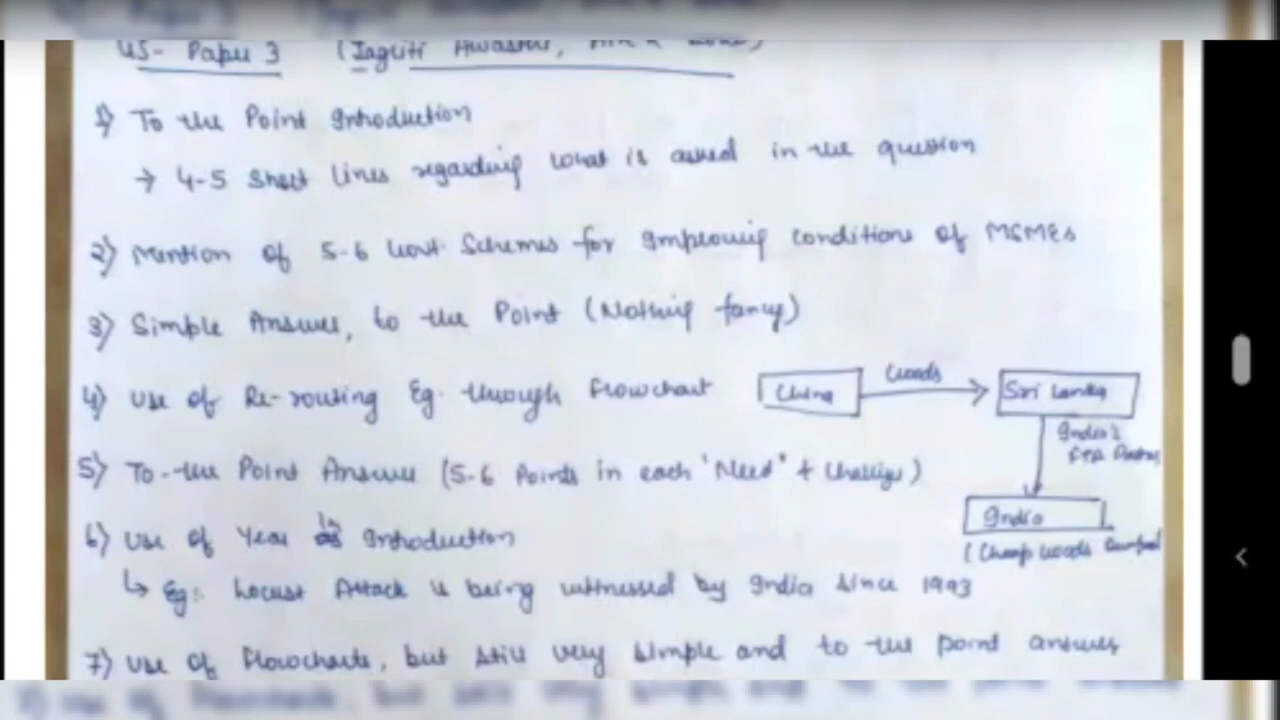 GS- Paper 3 (Jagriti Awasthi,
1) To the Point Introduction
→ 4-5 Short lines regarding what is asked in the question
2) Mention of 5-6 Govt. Schemes for Improving conditions of MSMEs
3) Simple Answer, to the Point (Nothing fancy)
4) Use of Re-routing Eg. through flowchart
China
Goods
Sri Lanka
India's
FTA Partner
India
(Cheap Goods Dumped
5) To-the Point Answer (5-6 Points in each "Need" + Challenges)
6) Use of Year in Introduction
↳ Eg:- Locust Attack is being witnessed by India since 1993
7) Use of flowcharts, but still very simple and to the point answers